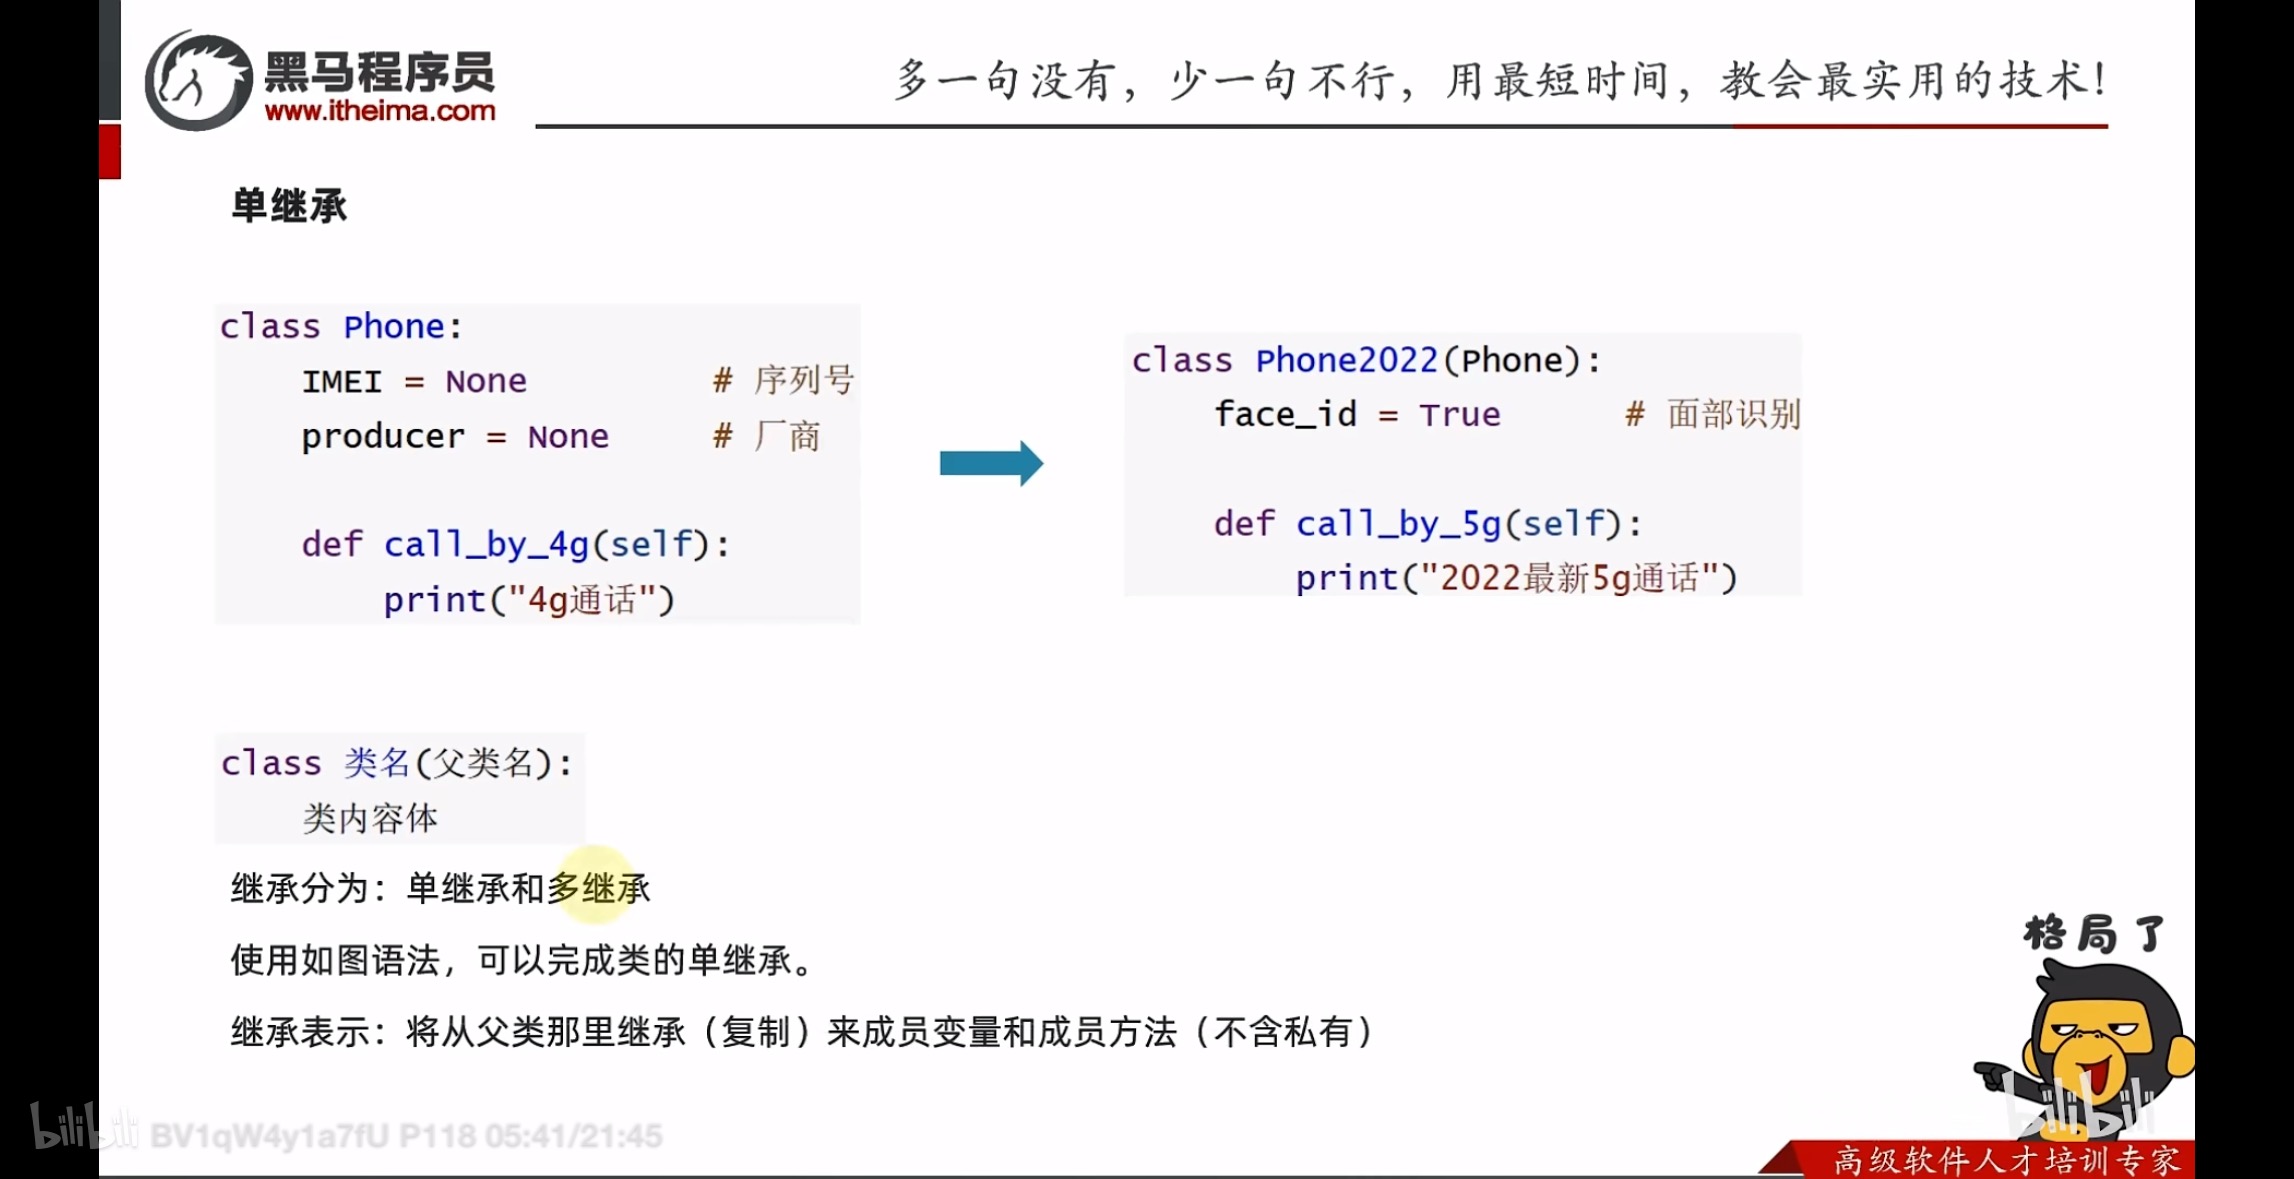 黑马程序员
www.itheima.com
多一句没有，少一句不行，用最短时间，教会最实用的技术！
单继承
class Phone:
    IMEI = None         # 序列号
    producer = None     # 厂商

    def call_by_4g(self):
        print("4g通话")
class Phone2022(Phone):
    face_id = True      # 面部识别

    def call_by_5g(self):
        print("2022最新5g通话")
class 类名(父类名):
    类内容体
继承分为：单继承和多继承
使用如图语法，可以完成类的单继承。
继承表示：将从父类那里继承（复制）来成员变量和成员方法（不含私有）
格局了
bilibili
bilibili BV1qW4y1a7fU P118 05:41/21:45
高级软件人才培训专家